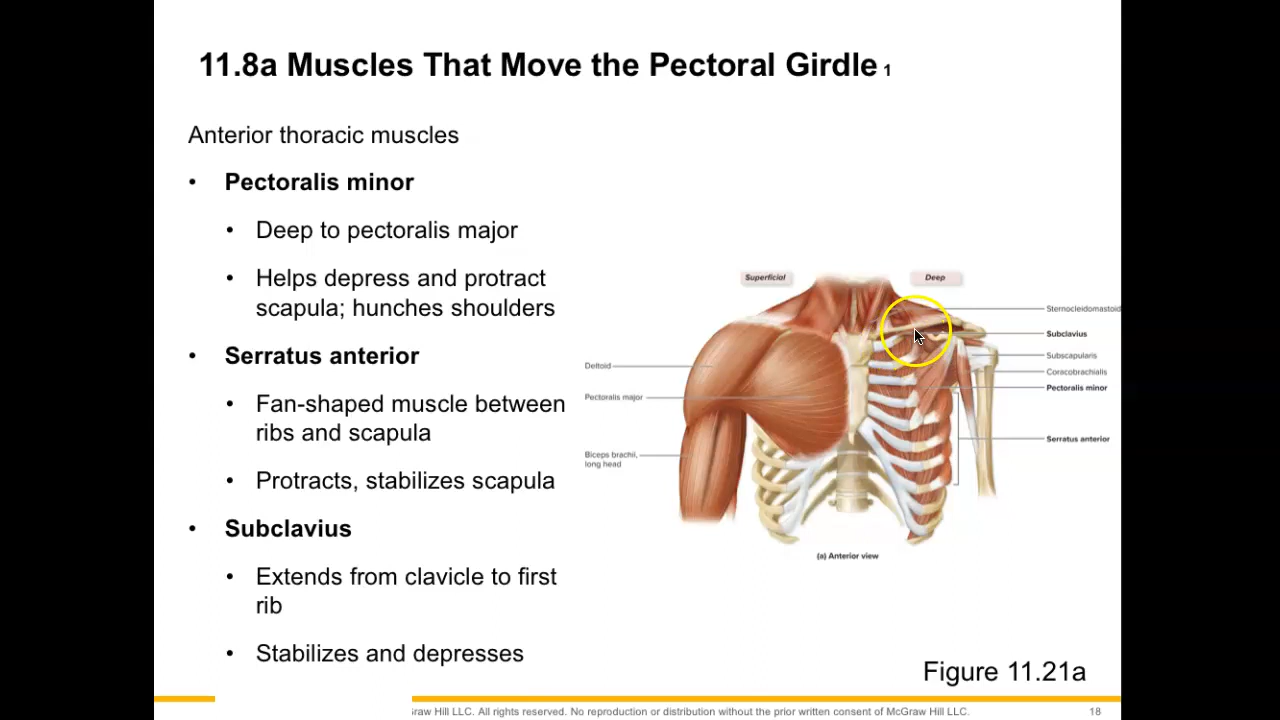 11.8a Muscles That Move the Pectoral Girdle 1
Anterior thoracic muscles
• Pectoralis minor
• Deep to pectoralis major
• Helps depress and protract
scapula; hunches shoulders
• Serratus anterior
• Fan-shaped muscle between
ribs and scapula
• Protracts, stabilizes scapula
• Subclavius
• Extends from clavicle to first
rib
• Stabilizes and depresses
Superficial
Deep
Deltoid
Pectoralis major
Biceps brachii,
long head
Sternocleidomastoid
Subclavius
Subscapularis
Coracobrachialis
Pectoralis minor
Serratus anterior
(a) Anterior view
Figure 11.21a
raw Hill LLC. All rights reserved. No reproduction or distribution without the prior written consent of McGraw Hill LLC.
18